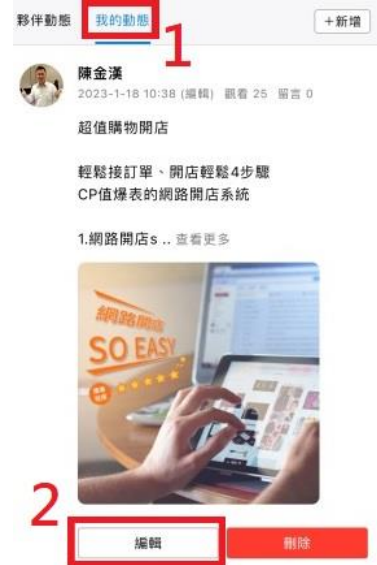 夥伴動態 我的動態 +新增
1
陳金漢
2023-1-18 10:38 (編輯) 觀看 25 留言 0
超值購物開店
輕鬆接訂單、開店輕鬆4步驟
CP值爆表的網路開店系統
1.網路開店s .. 查看更多
網路開店
SO EASY
2
編輯 刪除